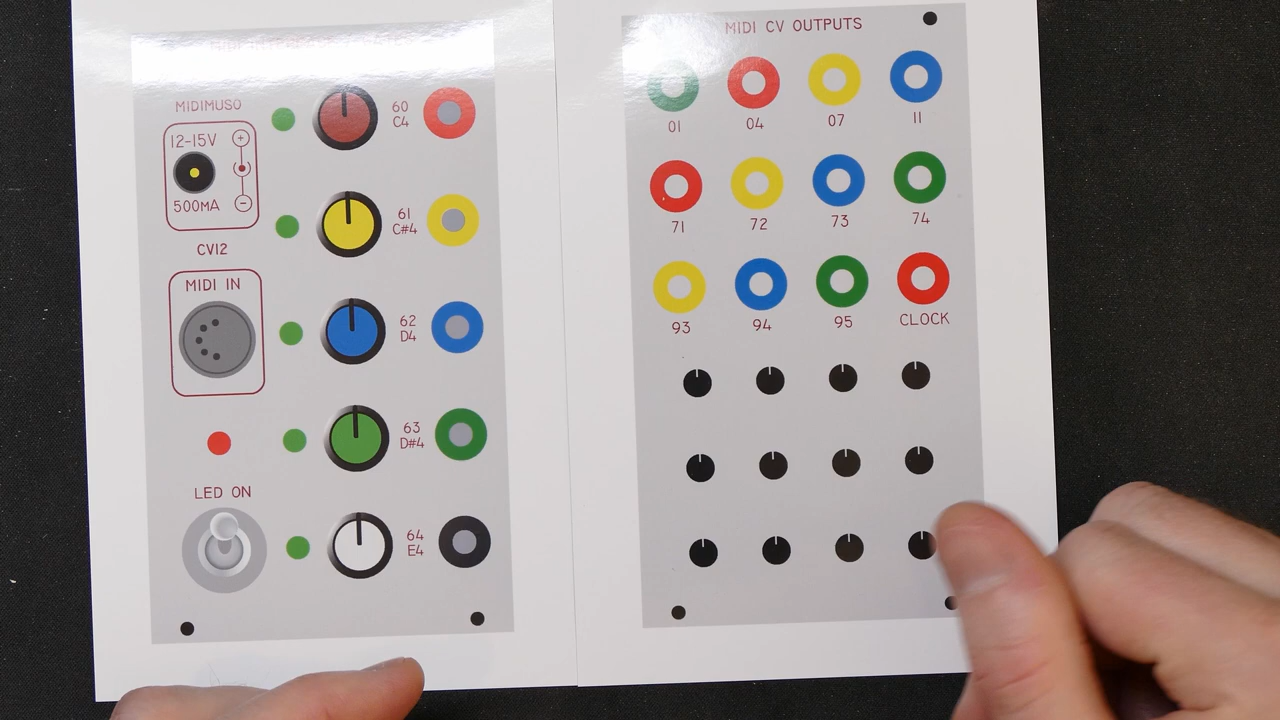 MIDIMUSO
12-15V
+
500MA
-
CV12
MIDI IN
LED ON
60
C4
61
C#4
62
D4
63
D#4
64
E4
MIDI CV OUTPUTS
01 04 07 11
71 72 73 74
93 94 95 CLOCK